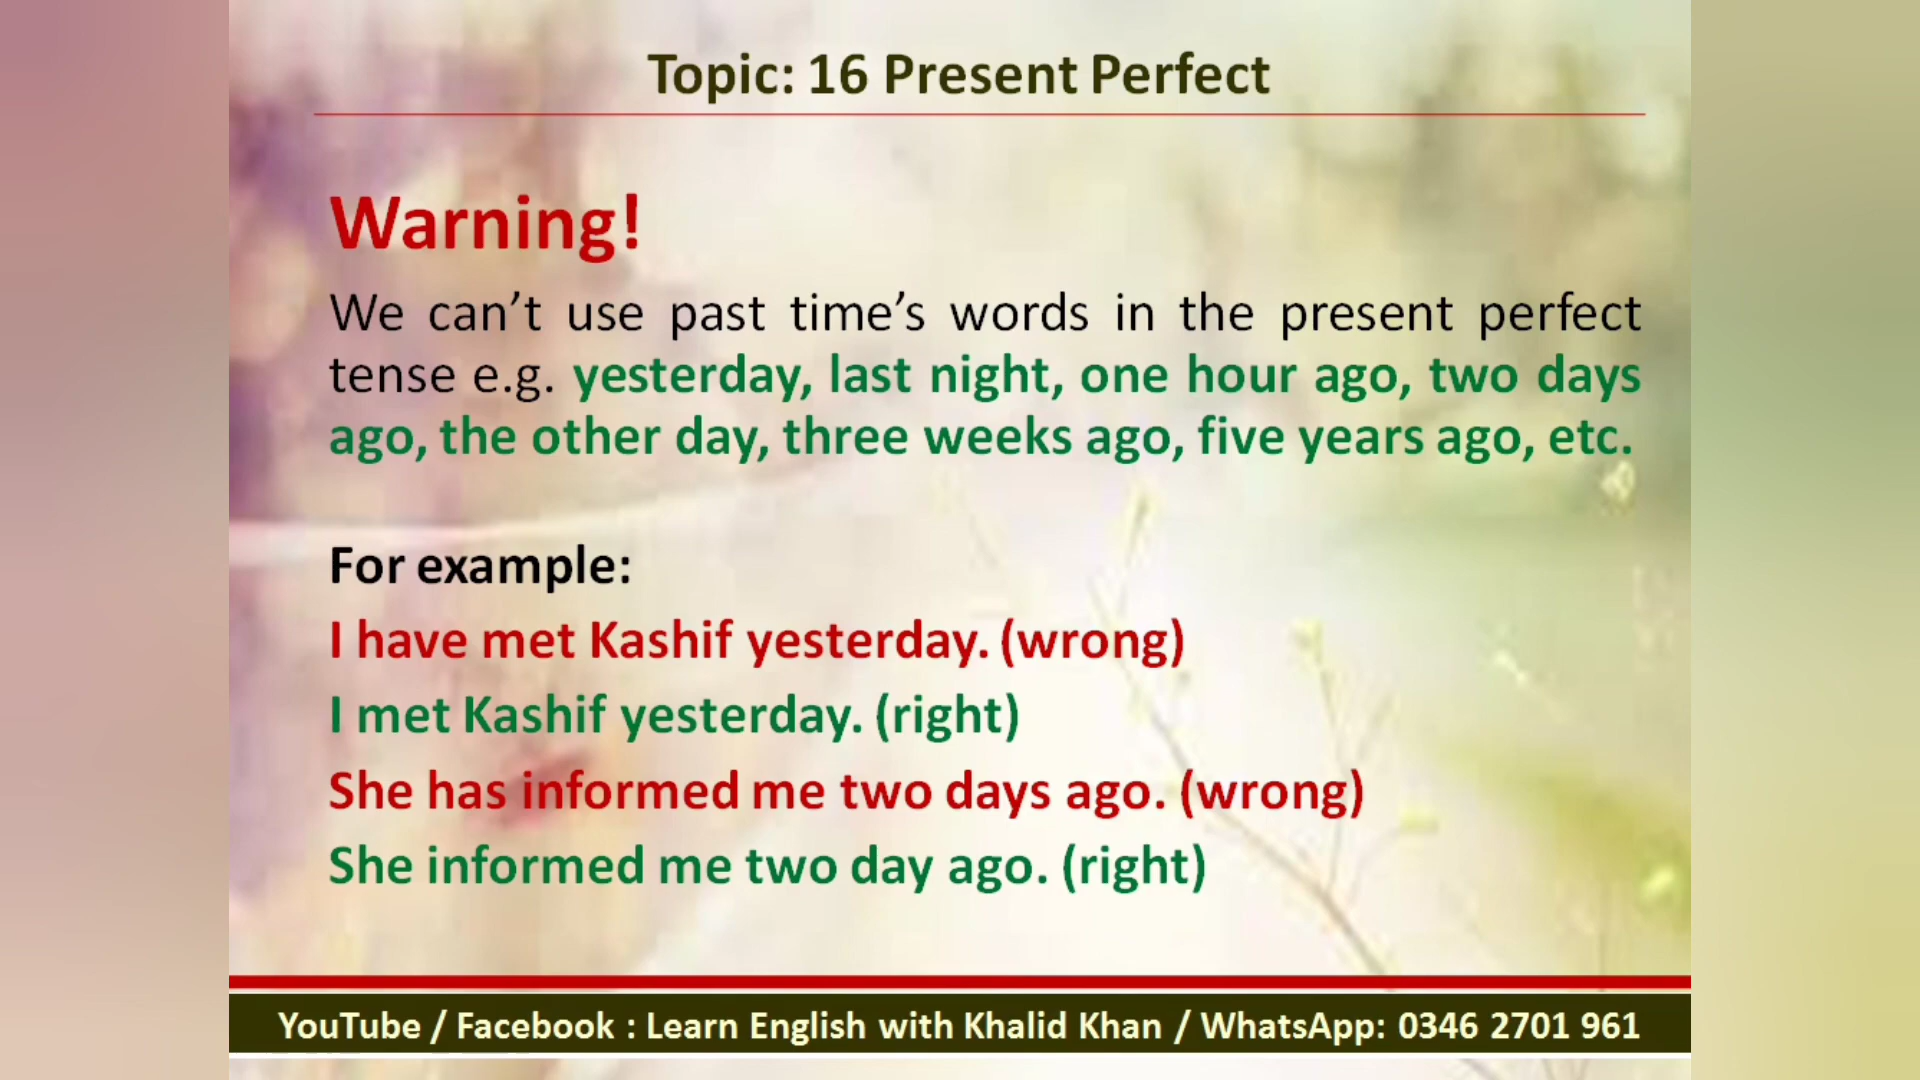 Topic: 16 Present Perfect
Warning!
We can’t use past time’s words in the present perfect
tense e.g. yesterday, last night, one hour ago, two days
ago, the other day, three weeks ago, five years ago, etc.
For example:
I have met Kashif yesterday. (wrong)
I met Kashif yesterday. (right)
She has informed me two days ago. (wrong)
She informed me two day ago. (right)
YouTube / Facebook : Learn English with Khalid Khan / WhatsApp: 0346 2701 961